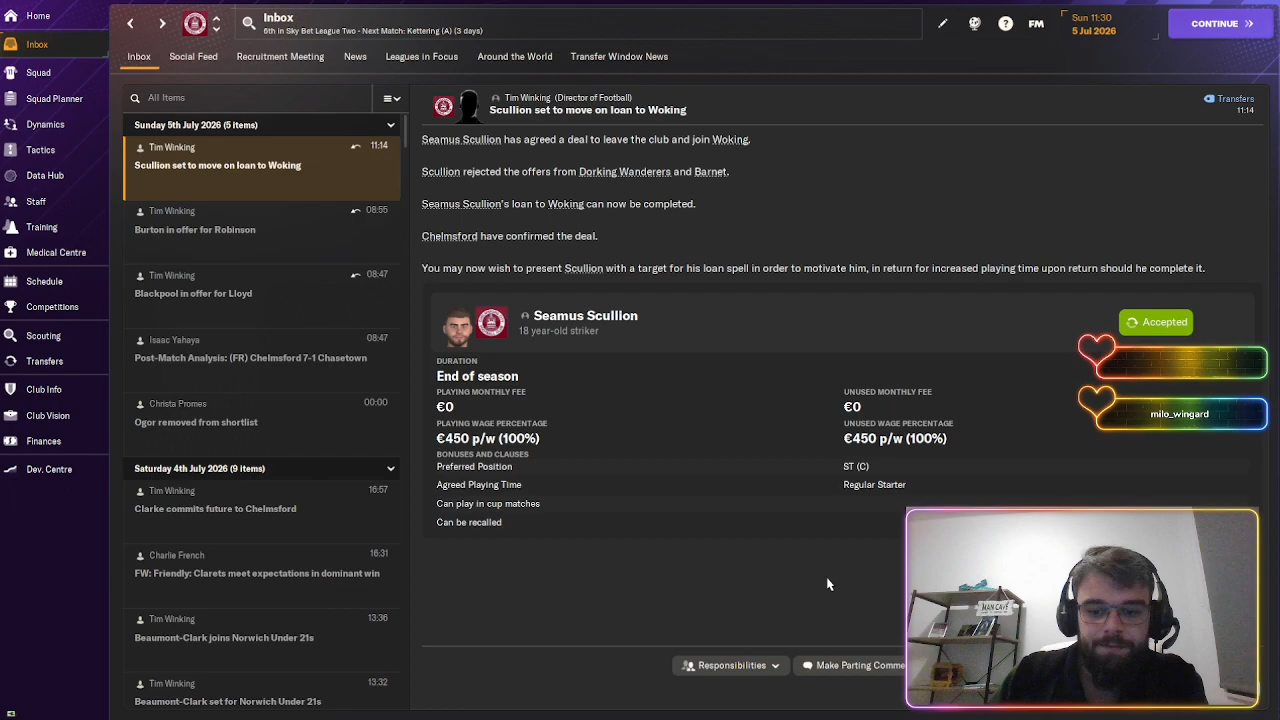 Home
Inbox
Squad
Squad Planner
Dynamics
Tactics
Data Hub
Staff
Training
Medical Centre
Schedule
Competitions
Scouting
Transfers
Club Info
Club Vision
Finances
Dev. Centre
Inbox
6th in Sky Bet League Two - Next Match: Kettering (A) (3 days)
FM
Sun 11:30
5 Jul 2026
CONTINUE
Inbox
Social Feed
Recruitment Meeting
News
Leagues in Focus
Around the World
Transfer Window News
All Items
Sunday 5th July 2026 (5 items)
Tim Winking 11:14
Scullion set to move on loan to Woking
Tim Winking 08:55
Burton in offer for Robinson
Tim Winking 08:47
Blackpool in offer for Lloyd
Isaac Yahaya 08:47
Post-Match Analysis: (FR) Chelmsford 7-1 Chasetown
Christa Promes 00:00
Ogor removed from shortlist
Saturday 4th July 2026 (9 items)
Tim Winking 16:57
Clarke commits future to Chelmsford
Charlie French 16:31
FW: Friendly: Clarets meet expectations in dominant win
Tim Winking 13:36
Beaumont-Clark joins Norwich Under 21s
Tim Winking 13:32
Beaumont-Clark set for Norwich Under 21s
Tim Winking (Director of Football)
Scullion set to move on loan to Woking
Transfers
11:14
Seamus Scullion has agreed a deal to leave the club and join Woking.
Scullion rejected the offers from Dorking Wanderers and Barnet.
Seamus Scullion's loan to Woking can now be completed.
Chelmsford have confirmed the deal.
You may now wish to present Scullion with a target for his loan spell in order to motivate him, in return for increased playing time upon return should he complete it.
Seamus Scullion
18 year-old striker
Accepted
DURATION
End of season
PLAYING MONTHLY FEE
€0
UNUSED MONTHLY FEE
€0
PLAYING WAGE PERCENTAGE
€450 p/w (100%)
UNUSED WAGE PERCENTAGE
€450 p/w (100%)
BONUSES AND CLAUSES
Preferred Position ST (C)
Agreed Playing Time Regular Starter
Can play in cup matches
Can be recalled
milo_wingard
MAN CAVE
Responsibilities
Make Parting Comme